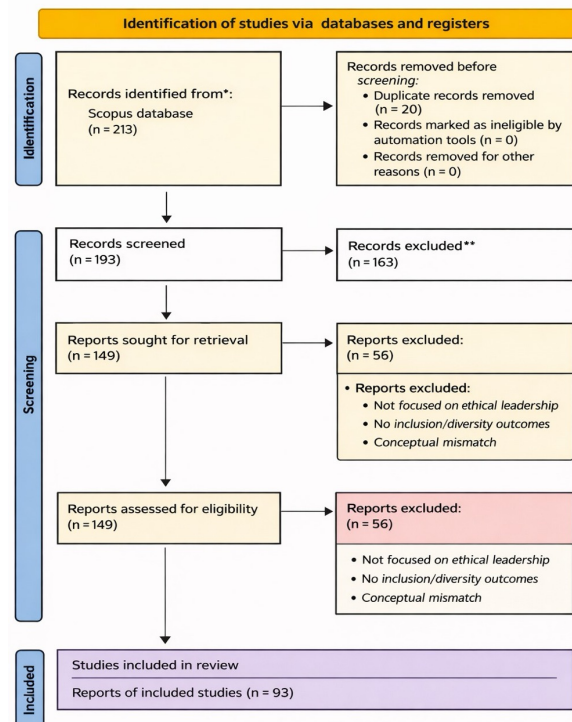 Identification of studies via databases and registers
Idlentification
Records identified from*:
Scopus database
(n = 213)
Records removed before
screening:
• Duplicate records removed
(n = 20)
• Records marked as ineligible by
automation tools (n = 0)
• Records removed for other
reasons (n = 0)
Screening
Records screened
(n = 193)
Records excluded**
(n = 163)
Reports sought for retrieval
(n = 149)
Reports excluded:
(n = 56)
• Reports excluded:
• Not focused on ethical leadership
• No inclusion/diversity outcomes
• Conceptual mismatch
Reports assessed for eligibility
(n = 149)
Reports excluded:
(n = 56)
• Not focused on ethical leadership
• No inclusion/diversity outcomes
• Conceptual mismatch
Included
Studies included in review
Reports of included studies (n = 93)